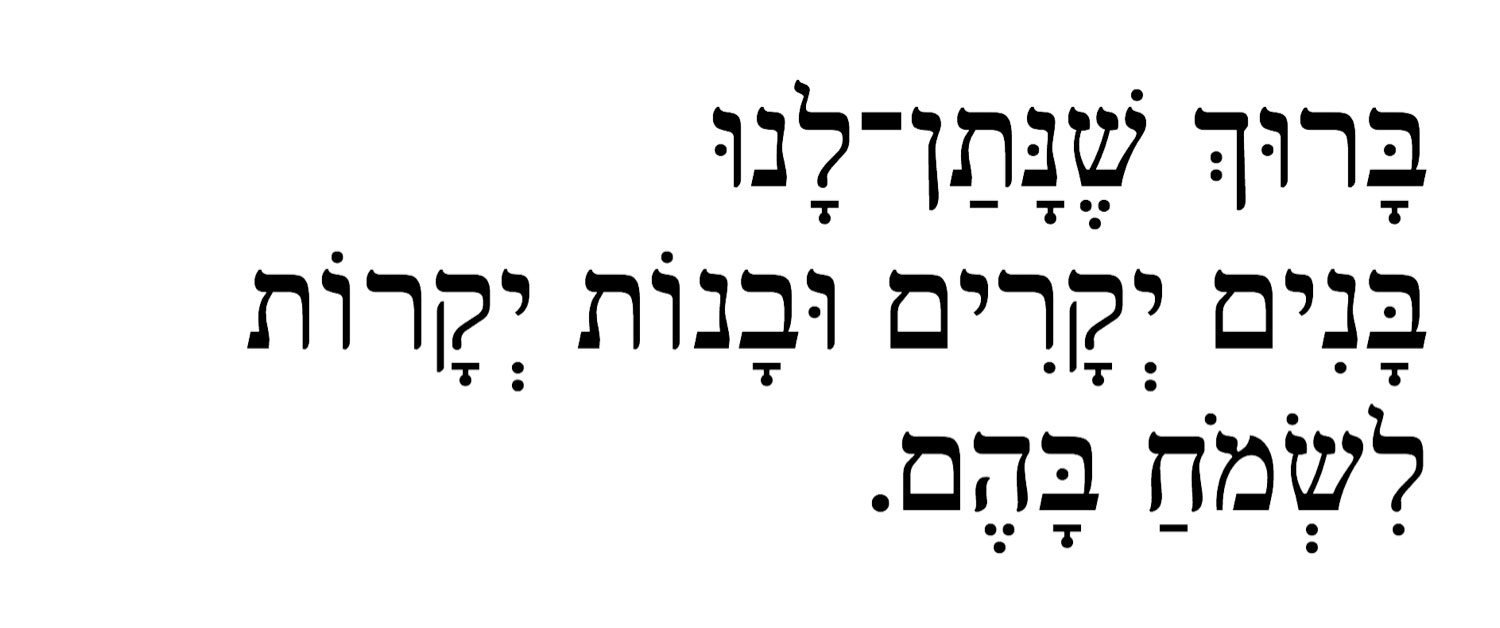 בָּרוּךְ שֶׁנָּתַן־לָנוּ
בָּנִים יְקָרִים וּבָנוֹת יְקָרוֹת
לִשְׂמֹחַ בָּהֶם.